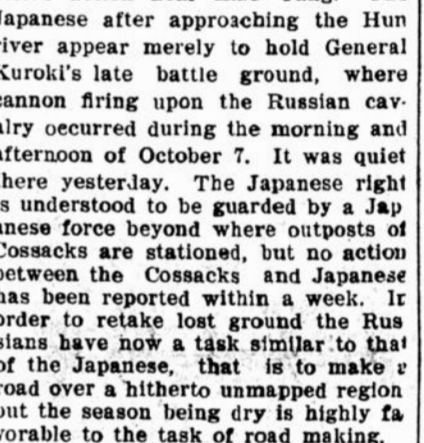 Japanese after approaching the Hun
river appear merely to hold General
Kuroki's late battle ground, where
cannon firing upon the Russian cav-
alry occurred during the morning and
afternoon of October 7. It was quiet
there yesterday. The Japanese right
is understood to be guarded by a Jap
anese force beyond where outposts of
Cossacks are stationed, but no action
between the Cossacks and Japanese
has been reported within a week. Ir
order to retake lost ground the Rus
sians have now a task similar to that
of the Japanese, that is to make
road over a hitherto unmapped region
but the season being dry is highly fa
vorable to the task of road making.